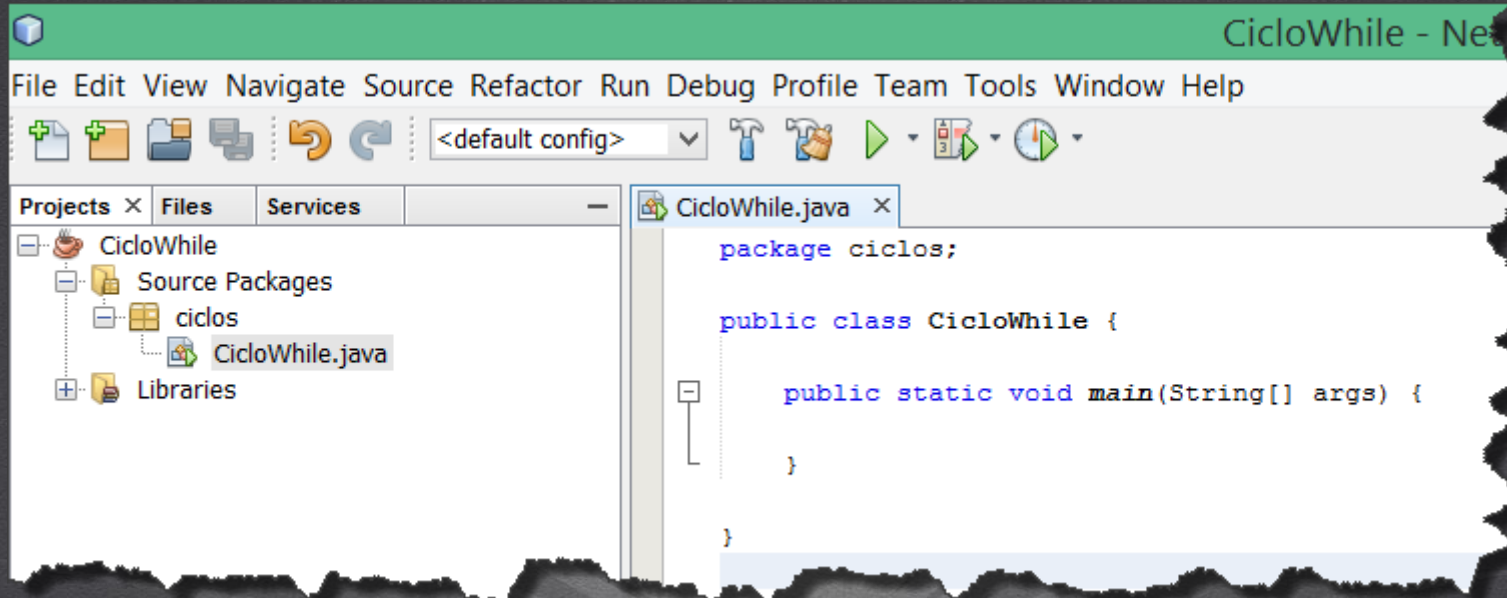 CicloWhile - Net
File Edit View Navigate Source Refactor Run Debug Profile Team Tools Window Help
<default config>
Projects Files Services
CicloWhile
Source Packages
ciclos
CicloWhile.java
Libraries
CicloWhile.java
package ciclos;
public class CicloWhile {
public static void main(String[] args) {
}
}